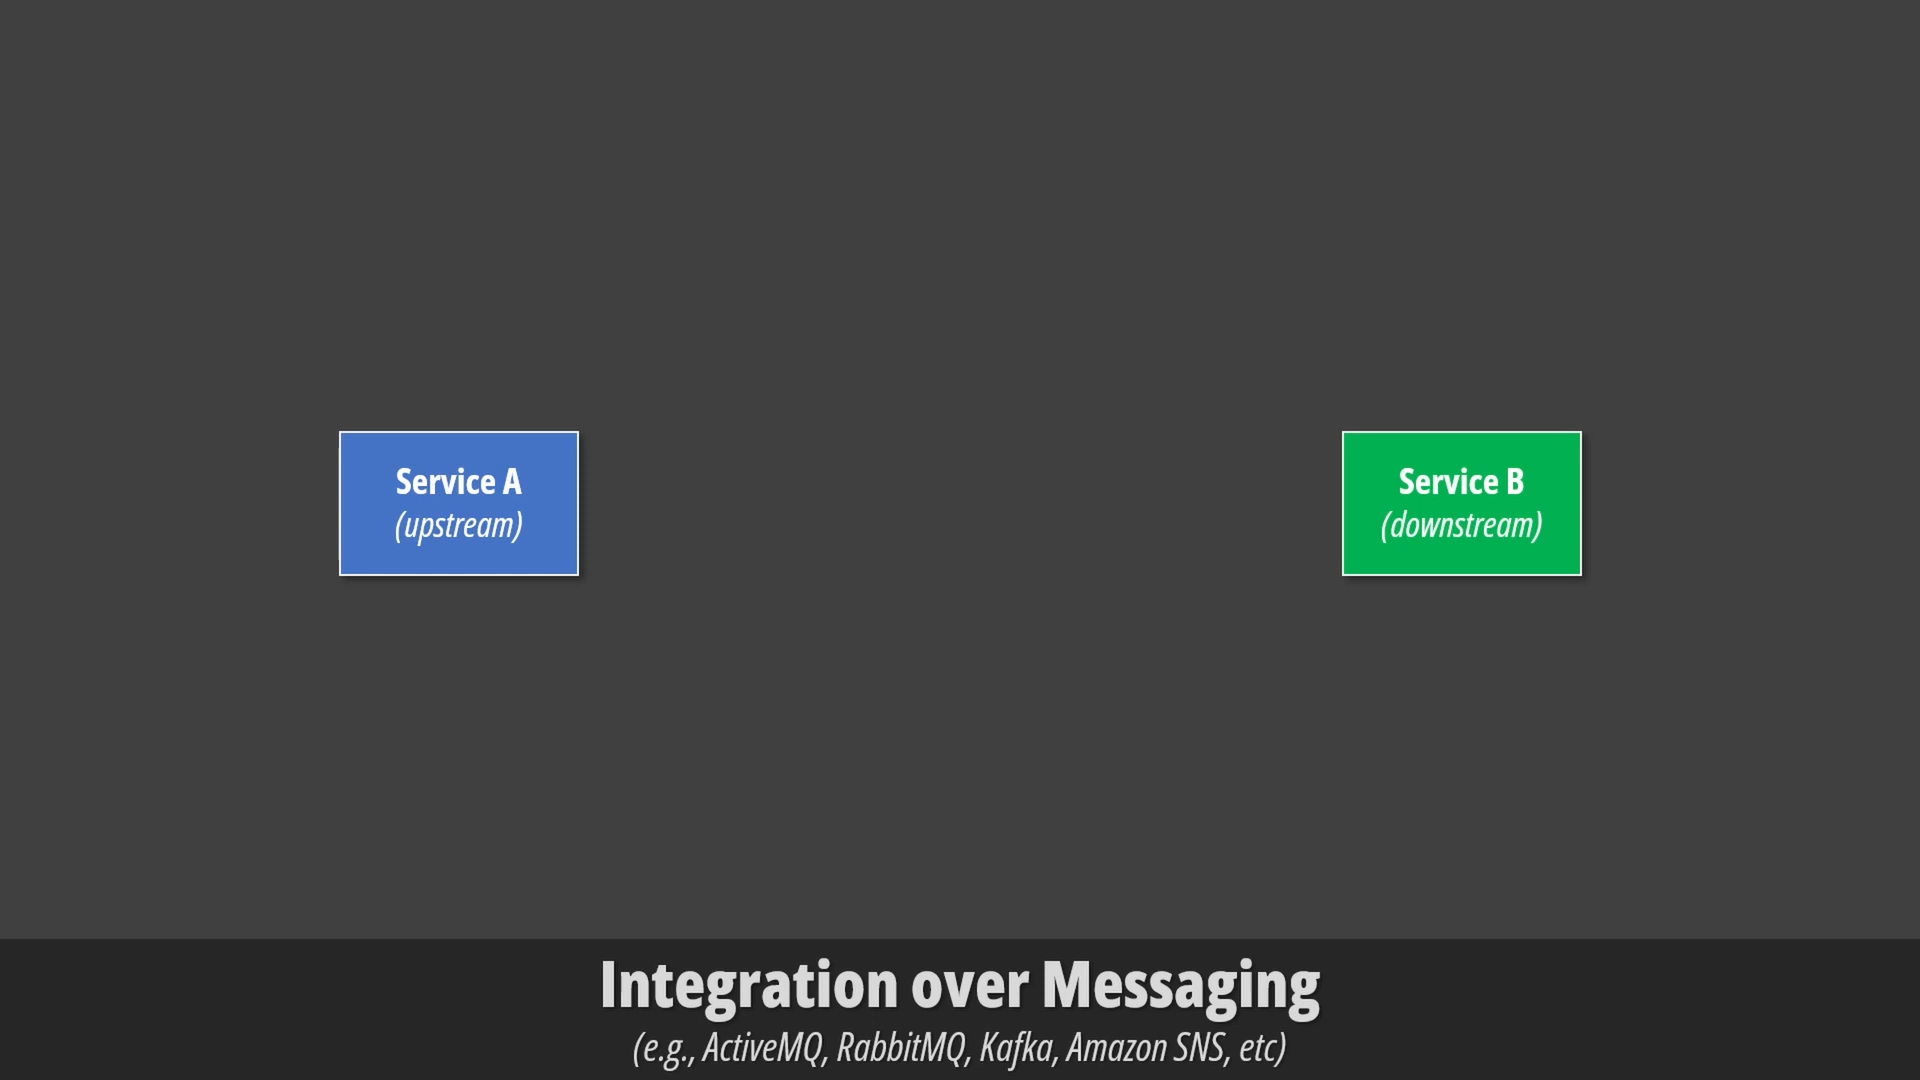 Service A
(upstream)
Service B
(downstream)
Integration over Messaging
(e.g., ActiveMQ, RabbitMQ, Kafka, Amazon SNS, etc)